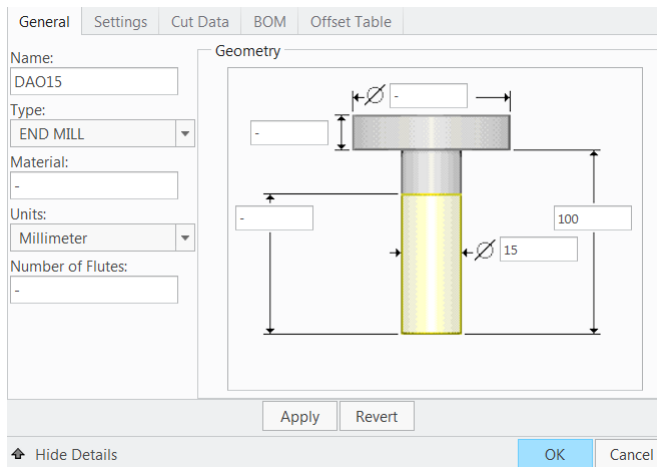 General Settings Cut Data BOM Offset Table
Name:
DAO15
Type:
END MILL
Material:
-
Units:
Millimeter
Number of Flutes:
-
Geometry
Ø -
-
-
100
Ø 15
Apply Revert
Hide Details OK Cancel